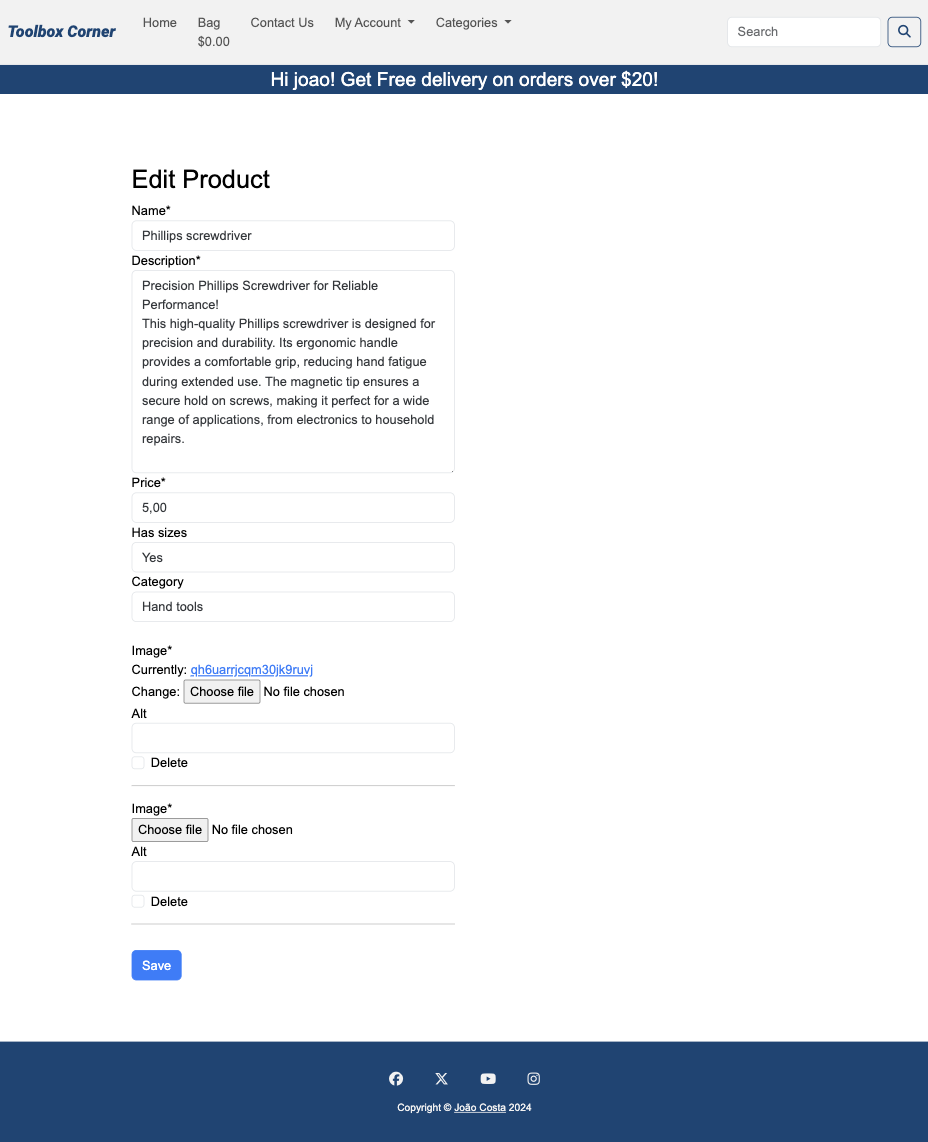 Toolbox Corner
Home
Bag
$0.00
Contact Us
My Account
Categories
Search
Hi joao! Get Free delivery on orders over $20!
Edit Product
Name*
Phillips screwdriver
Description*
Precision Phillips Screwdriver for Reliable
Performance!
This high-quality Phillips screwdriver is designed for
precision and durability. Its ergonomic handle
provides a comfortable grip, reducing hand fatigue
during extended use. The magnetic tip ensures a
secure hold on screws, making it perfect for a wide
range of applications, from electronics to household
repairs.
Price*
5,00
Has sizes
Yes
Category
Hand tools
Image*
Currently: qh6uarrjcqm30jk9ruvj
Change: Choose file No file chosen
Alt
Delete
Image*
Choose file No file chosen
Alt
Delete
Save
Copyright © João Costa 2024